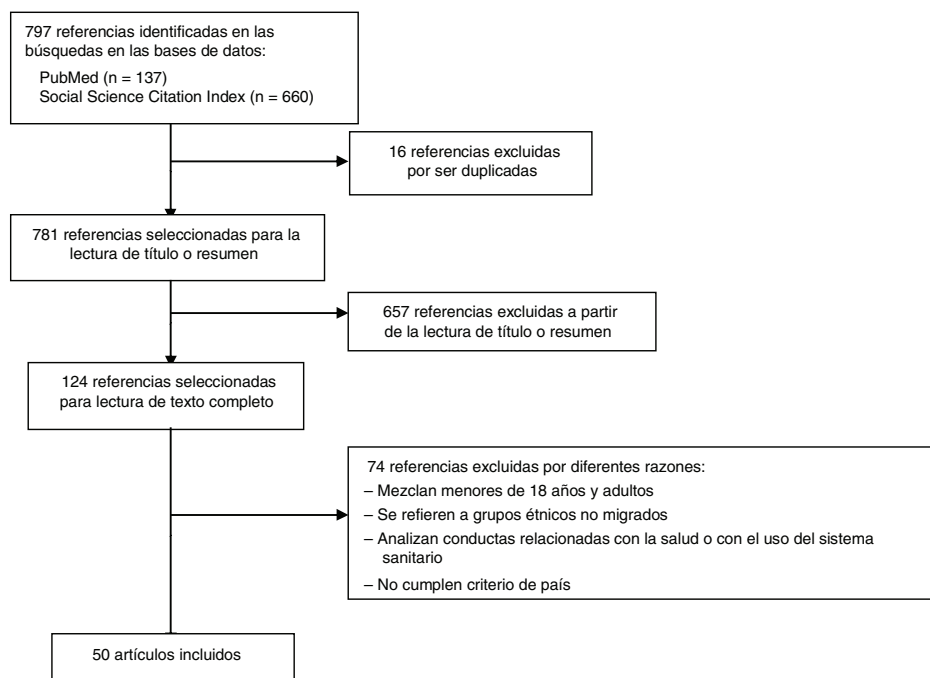 797 referencias identificadas en las
búsquedas en las bases de datos:
PubMed (n = 137)
Social Science Citation Index (n = 660)
16 referencias excluidas
por ser duplicadas
781 referencias seleccionadas para la
lectura de título o resumen
657 referencias excluidas a partir
de la lectura de título o resumen
124 referencias seleccionadas
para lectura de texto completo
74 referencias excluidas por diferentes razones:
– Mezclan menores de 18 años y adultos
– Se refieren a grupos étnicos no migrados
– Analizan conductas relacionadas con la salud o con el uso del sistema
sanitario
– No cumplen criterio de país
50 artículos incluidos